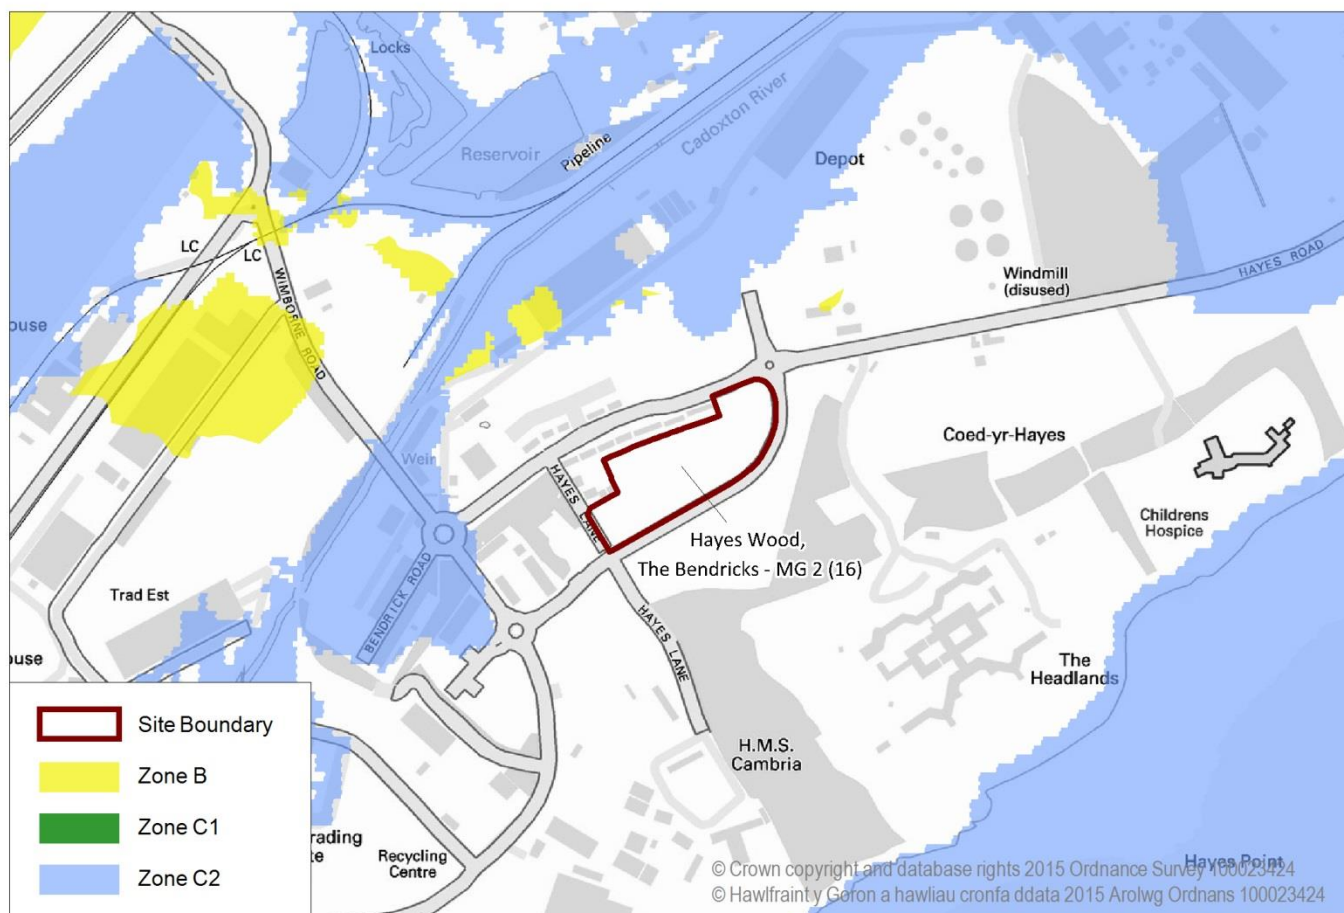 Locks
Cadoxton River
Reservoir
Pipeline
Depot
LC
LC
WIMBORNE ROAD
HAYES ROAD
Windmill
(disused)
ouse
Coed-yr-Hayes
Weir
HAYES LANE
Childrens
Hospice
Hayes Wood,
The Bendricks - MG 2 (16)
Trad Est
BENDRICK ROAD
HAYES LANE
The
Headlands
ouse
H.M.S.
Cambria
Site Boundary
Zone B
Zone C1
Zone C2
rading
te
Recycling
Centre
Hayes Point
© Crown copyright and database rights 2015 Ordnance Survey 100023424
© Hawlfraint y Goron a hawliau cronfa ddata 2015 Arolwg Ordnans 100023424